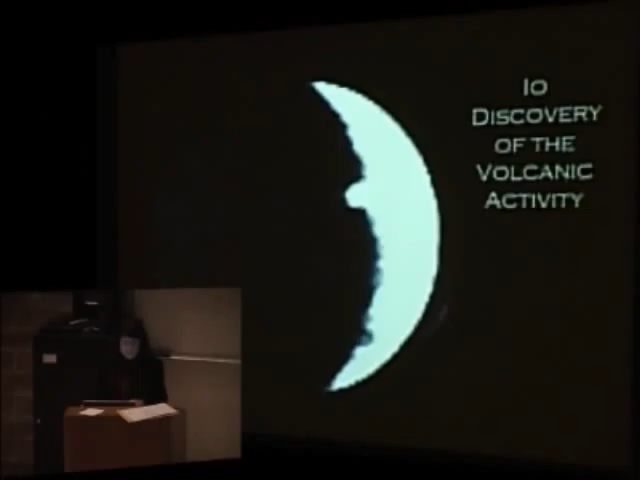 Io
Discovery
of the
Volcanic
Activity